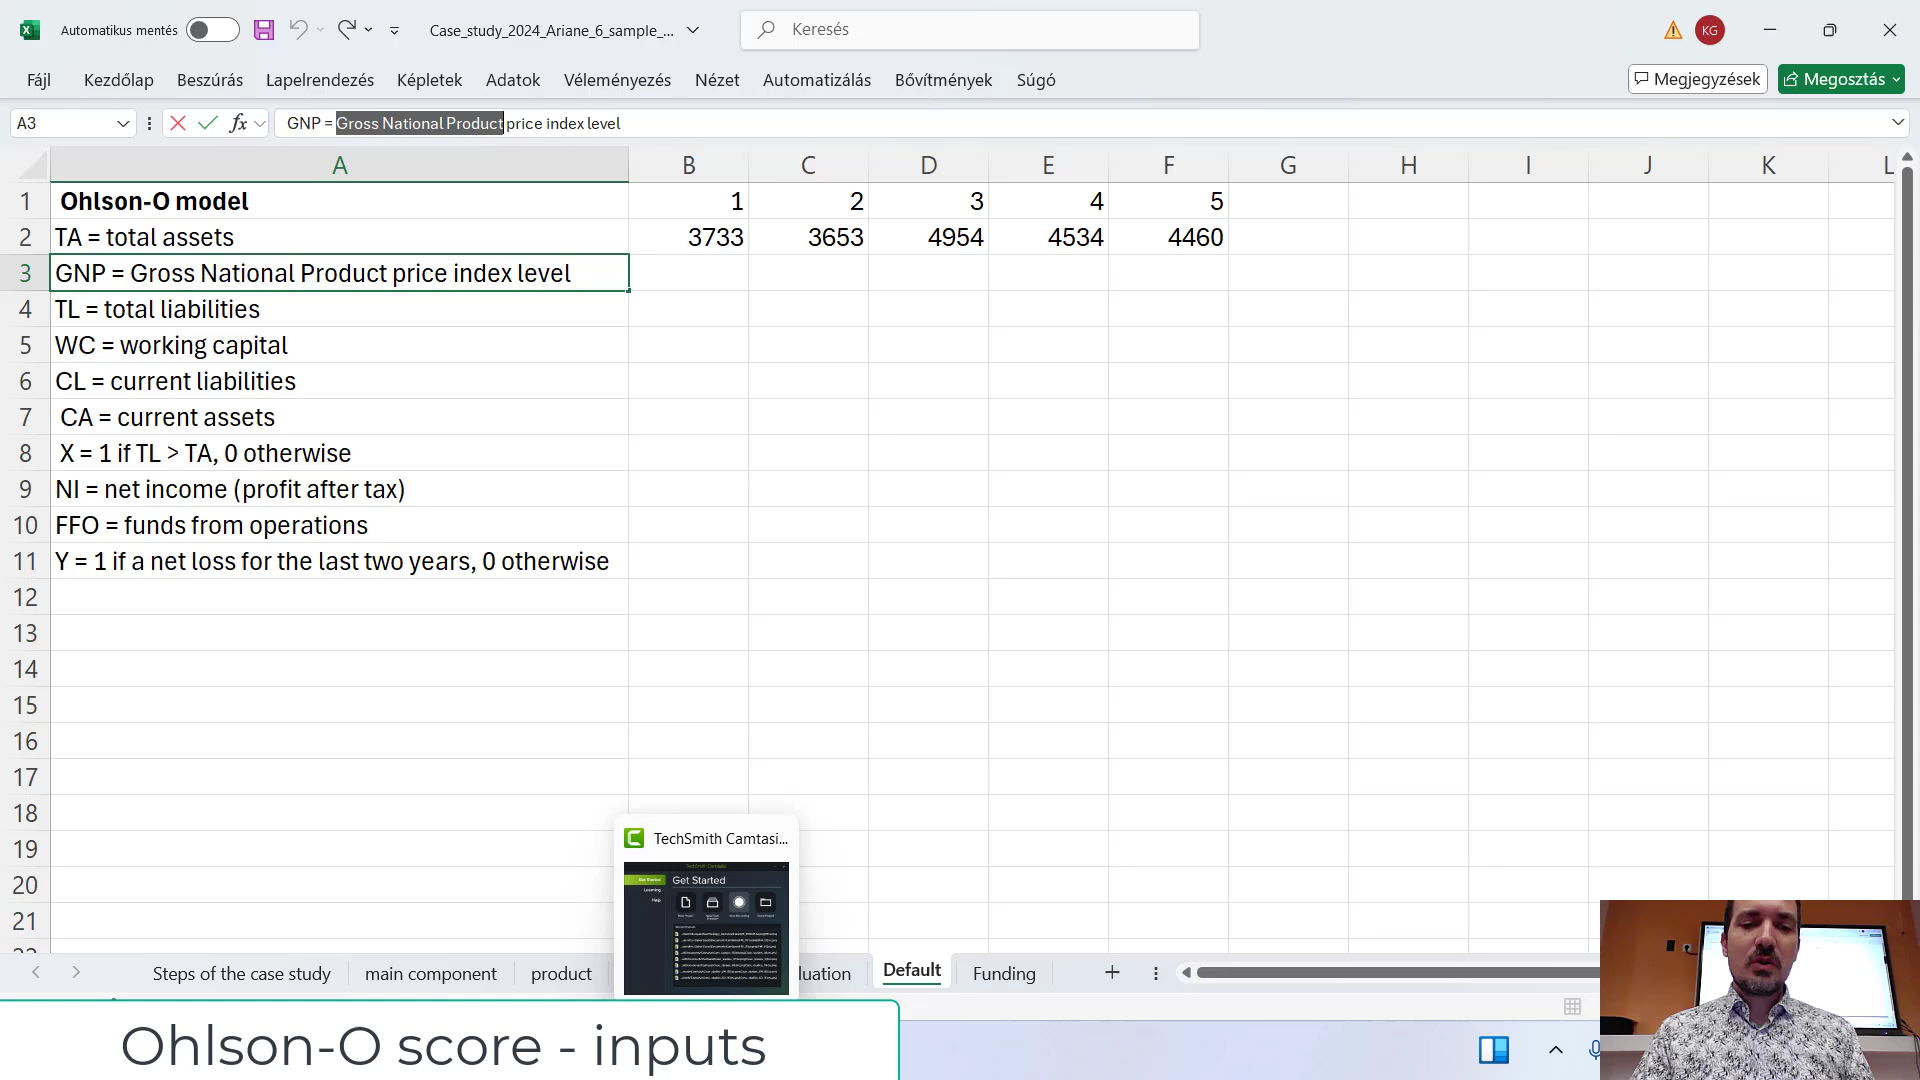 Automatikus mentés
Case_study_2024_Ariane_6_sample_...
Keresés
KG
Fájl
Kezdőlap
Beszúrás
Lapelrendezés
Képletek
Adatok
Véleményezés
Nézet
Automatizálás
Bővítmények
Súgó
Megjegyzések
Megosztás
A3
fx
GNP = Gross National Product price index level
A B C D E F G H I J K L
1 Ohlson-O model 1 2 3 4 5
2 TA = total assets 3733 3653 4954 4534 4460
3 GNP = Gross National Product price index level
4 TL = total liabilities
5 WC = working capital
6 CL = current liabilities
7 CA = current assets
8 X = 1 if TL > TA, 0 otherwise
9 NI = net income (profit after tax)
10 FFO = funds from operations
11 Y = 1 if a net loss for the last two years, 0 otherwise
12
13
14
15
16
17
18
19
20
21
TechSmith Camtasi...
Get Started
Steps of the case study
main component
product
luation
Default
Funding
Ohlson-O score - inputs